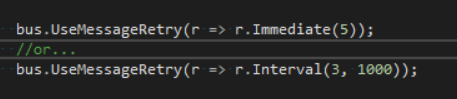 bus.UseMessageRetry(r => r.Immediate(5));
//or...
bus.UseMessageRetry(r => r.Interval(3, 1000));